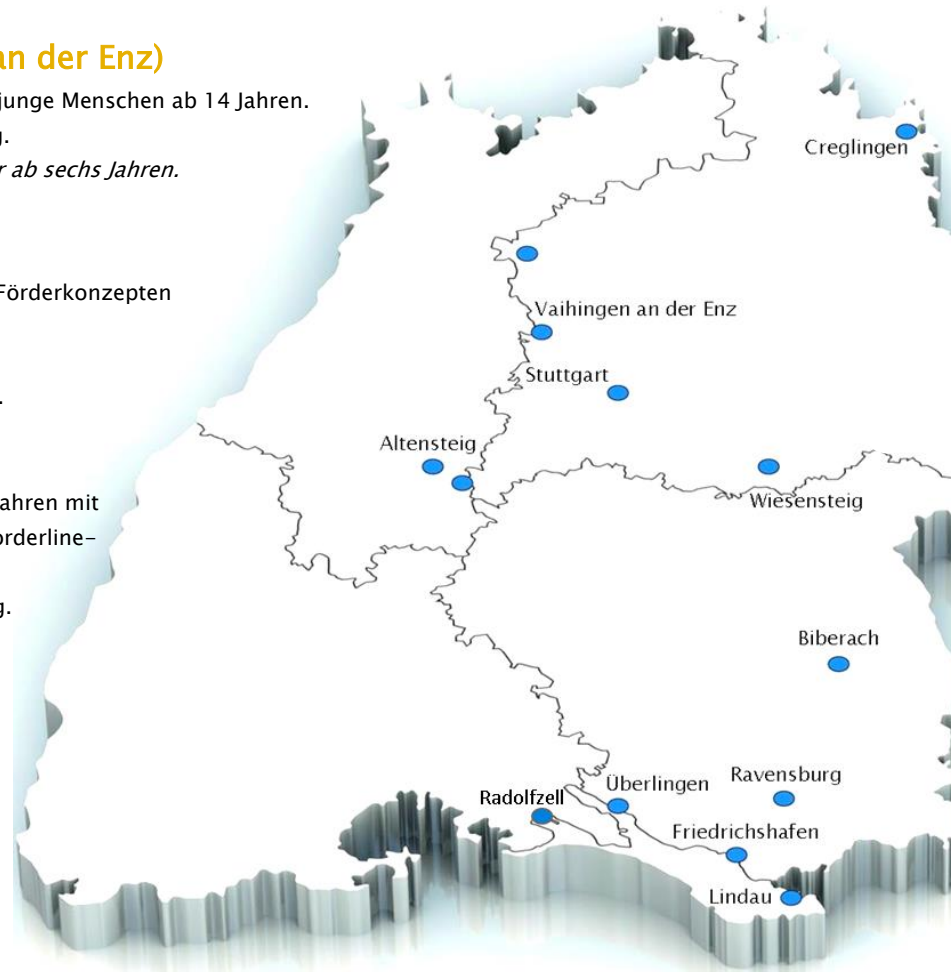 an der Enz)
junge Menschen ab 14 Jahren.
g.
r ab sechs Jahren.
Förderkonzepten
.
ahren mit
orderline-
g.
Creglingen
Vaihingen an der Enz
Stuttgart
Altensteig
Wiesensteig
Biberach
Ravensburg
Überlingen
Radolfzell
Friedrichshafen
Lindau